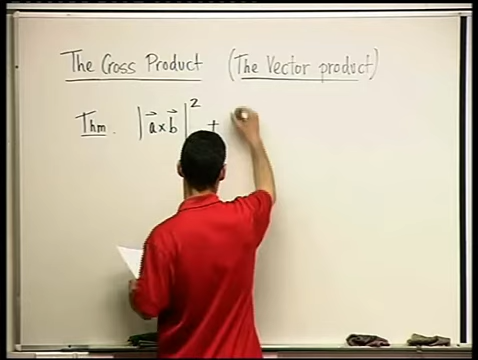 The Cross Product (The Vector product)
Thm. |a⃗ x b⃗|² +